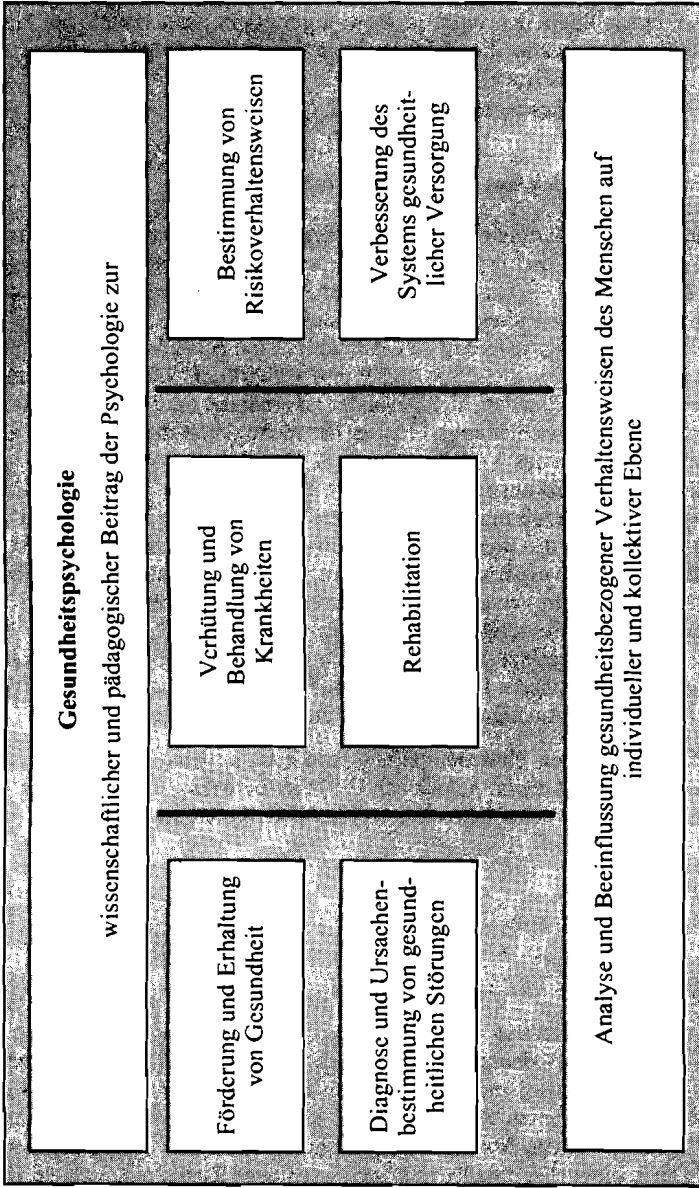 Gesundheitspsychologie
wissenschaftlicher und pädagogischer Beitrag der Psychologie zur
Förderung und Erhaltung
von Gesundheit
Verhütung und
Behandlung von
Krankheiten
Bestimmung von
Risikoverhaltensweisen
Diagnose und Ursachen-
bestimmung von gesund-
heitlichen Störungen
Rehabilitation
Verbesserung des
Systems gesundheit-
licher Versorgung
Analyse und Beeinflussung gesundheitsbezogener Verhaltensweisen des Menschen auf
individueller und kollektiver Ebene